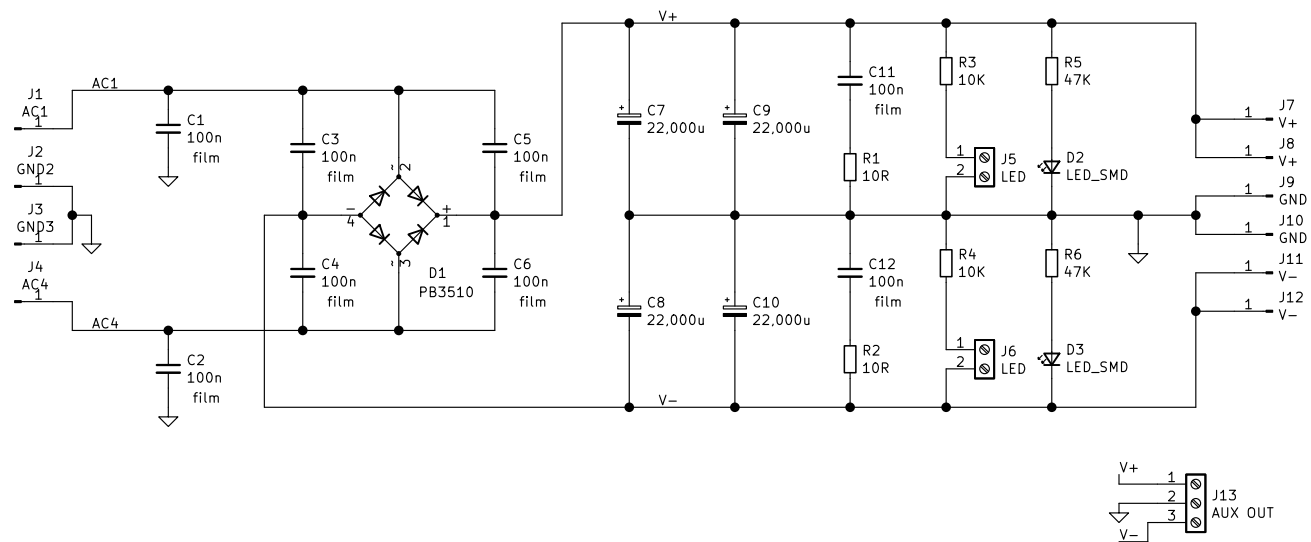 V+
J1
AC1
1
AC1
C1
100n
film
J2
GND2
1
J3
GND3
1
J4
AC4
1
AC4
C2
100n
film
C3
100n
film
C4
100n
film
C5
100n
film
C6
100n
film
~
2
−
4
+
1
~
3
D1
PB3510
C7
22,000u
+
C9
22,000u
+
C8
22,000u
+
C10
22,000u
+
C11
100n
film
R1
10R
C12
100n
film
R2
10R
R3
10K
1
2
J5
LED
R4
10K
1
2
J6
LED
R5
47K
D2
LED_SMD
R6
47K
D3
LED_SMD
V−
1
J7
V+
1
J8
V+
1
J9
GND
1
J10
GND
1
J11
V−
1
J12
V−
V+
1
2
3
V−
J13
AUX OUT